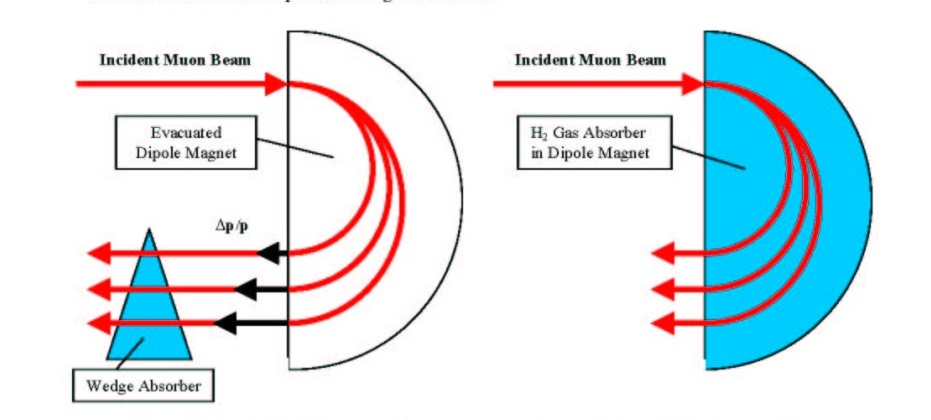 Incident Muon Beam
Evacuated
Dipole Magnet
Δp/p
Wedge Absorber
Incident Muon Beam
H₂ Gas Absorber
in Dipole Magnet